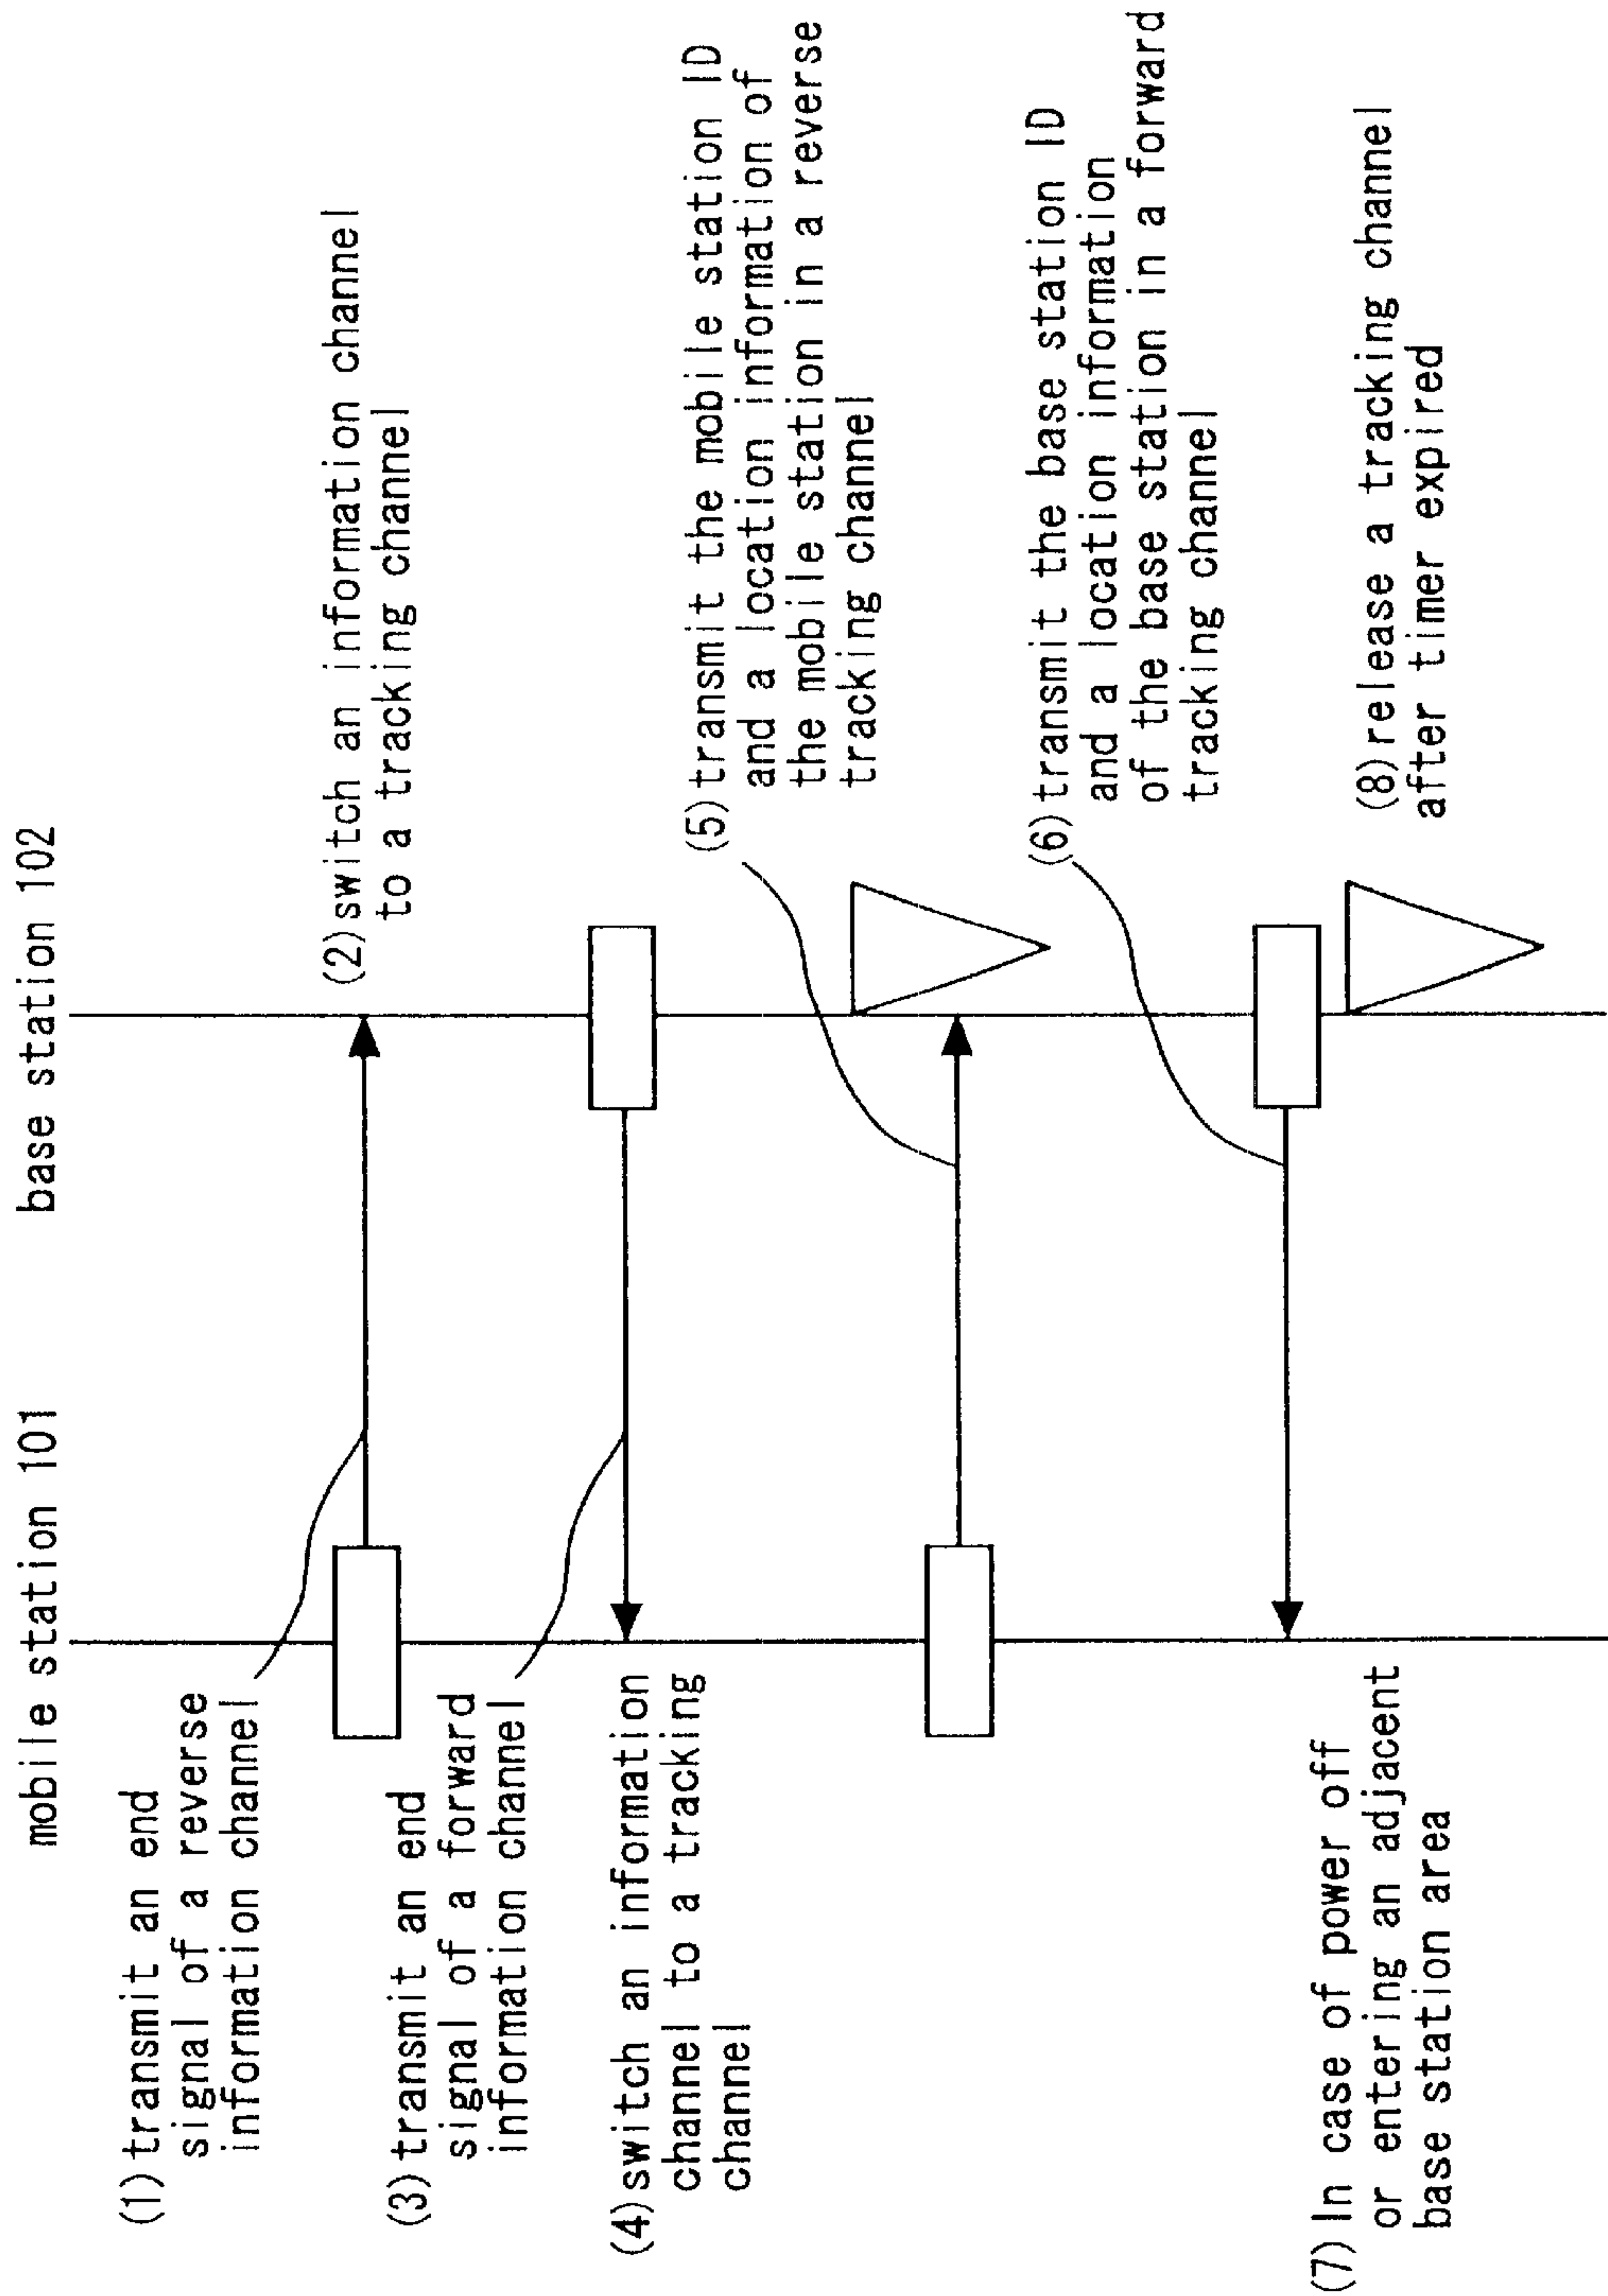 mobile station 101
base station 102
(1)transmit an end
signal of a reverse
information channel
(2)switch an information channel
to a tracking channel
(3)transmit an end
signal of a forward
information channel
(4)switch an information
channel to a tracking
channel
(5)transmit the mobile station ID
and a location information of
the mobile station in a reverse
tracking channel
(6)transmit the base station ID
and a location information
of the base station in a forward
tracking channel
(7)In case of power off
or entering an adjacent
base station area
(8)release a tracking channel
after timer expired